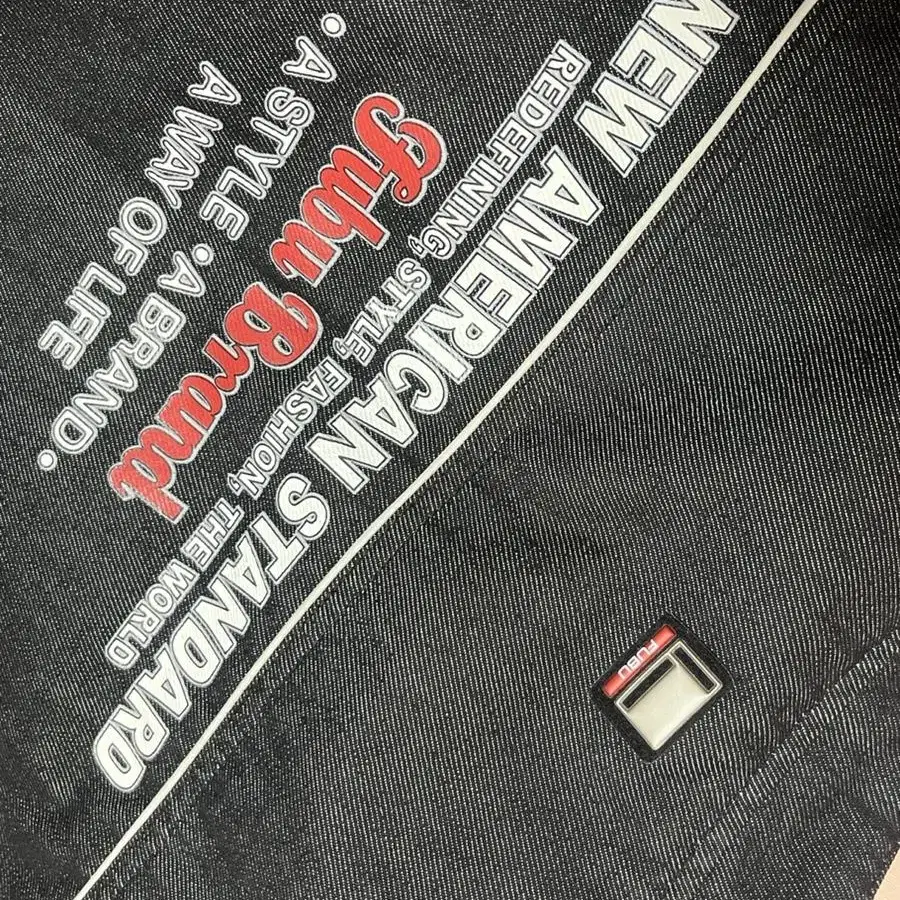 NEW AMERICAN STANDARD
REDEFINING, STYLE, FASHION, THE WORLD
Fubu Brand
• A STYLE • A BRAND •
A WAY OF LIFE
FUBU